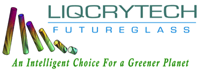 LIQCRYTECH
FUTUREGLASS
An Intelligent Choice For a Greener Planet